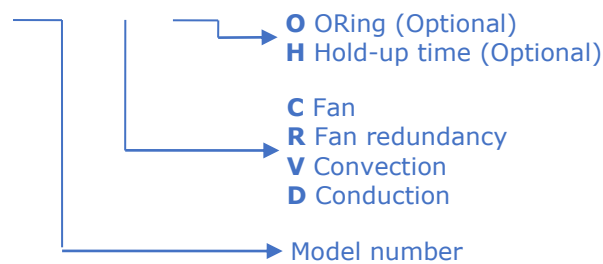 O ORing (Optional)
H Hold-up time (Optional)
C Fan
R Fan redundancy
V Convection
D Conduction
Model number